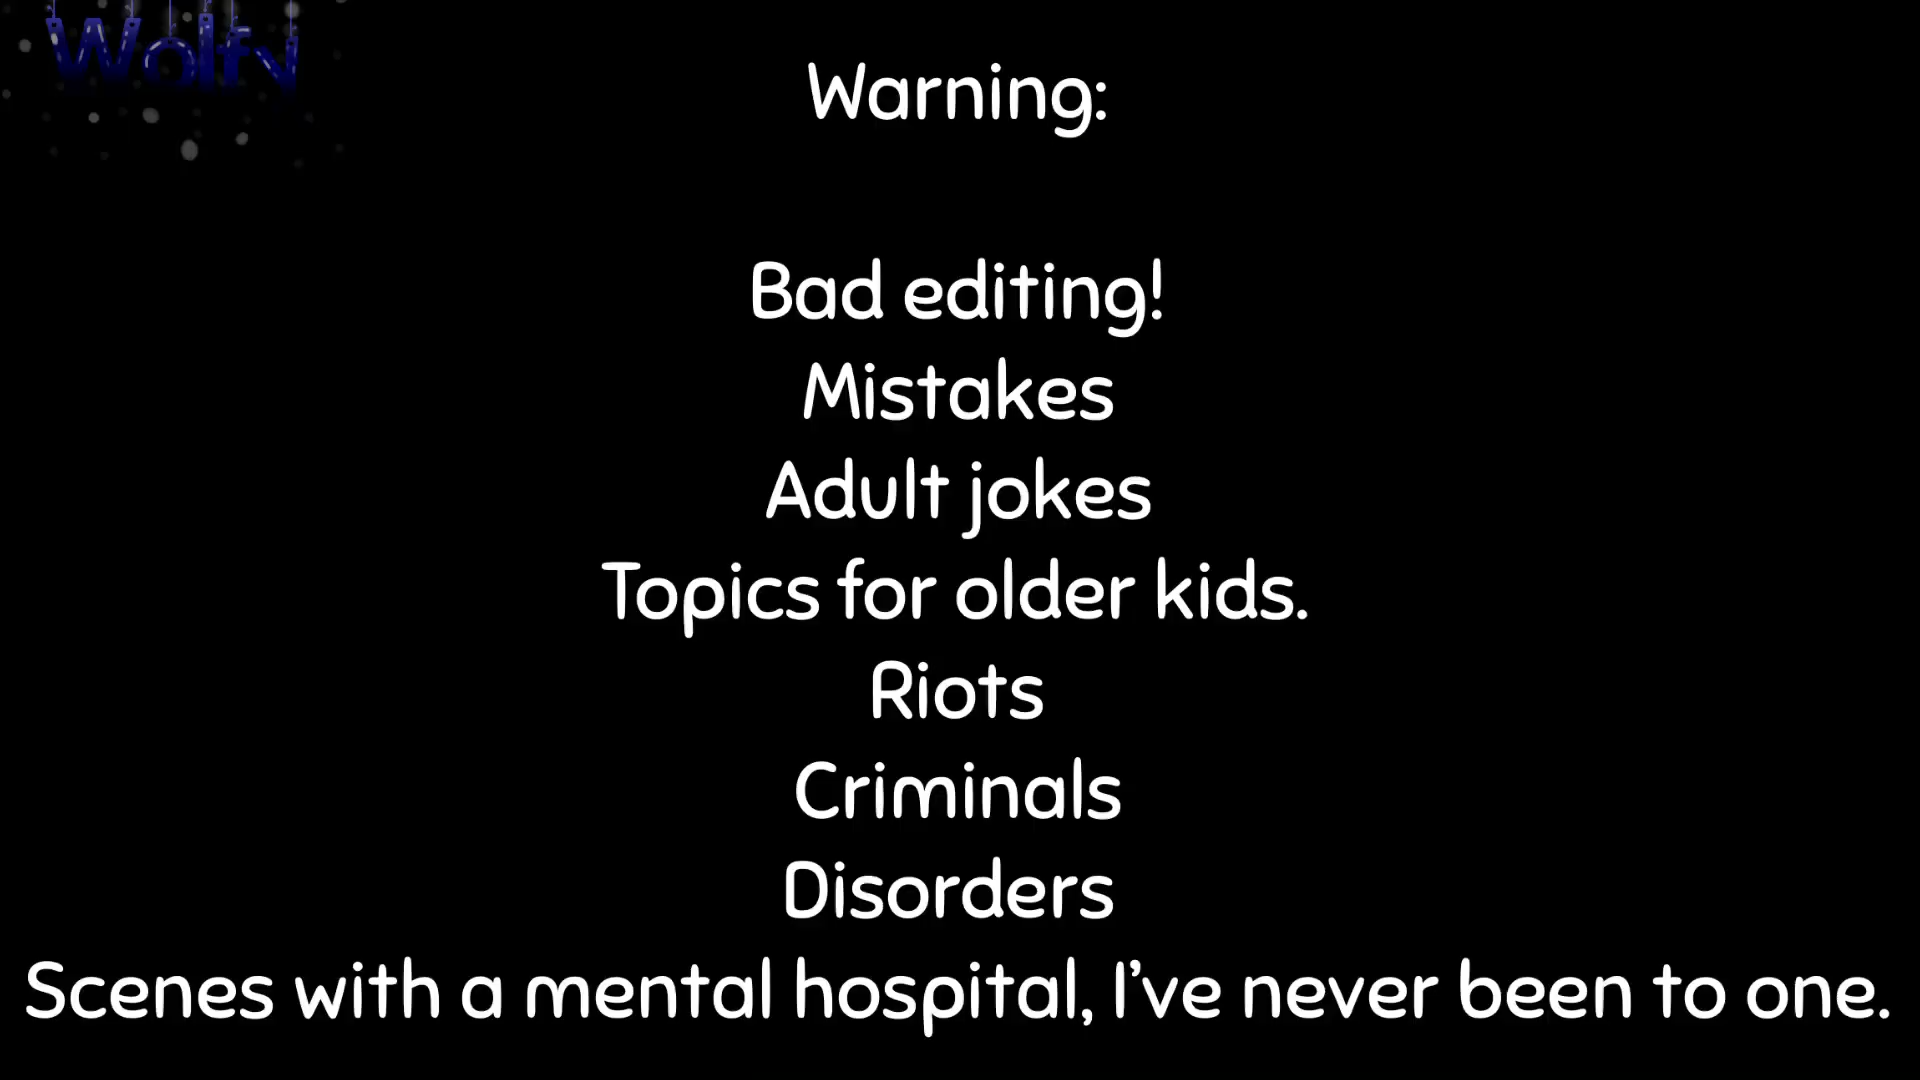 Wolfy
Warning:
Bad editing!
Mistakes
Adult jokes
Topics for older kids.
Riots
Criminals
Disorders
Scenes with a mental hospital, I've never been to one.